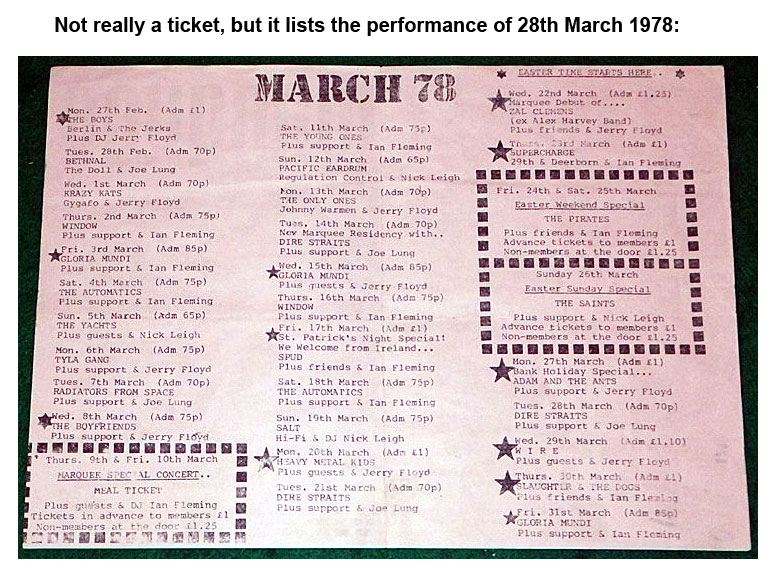 Not really a ticket, but it lists the performance of 28th March 1978:
MARCH 78
Mon. 27th Feb. (Adm £1)
THE BOYS
Berlin & The Jerks
Plus DJ Jerry Floyd
Tues. 28th Feb. (Adm 70p)
BETHNAL
The Doll & Joe Lung
Wed. 1st March (Adm 70p)
KRAZY KATS
Gygafo & Jerry Floyd
Thurs. 2nd March (Adm 75p)
WINDOW
Plus support & Ian Fleming
Fri. 3rd March (Adm 85p)
GLORIA MUNDI
Plus support & Ian Fleming
Sat. 4th March (Adm 75p)
THE AUTOMATICS
Plus support & Ian Fleming
Sun. 5th March (Adm 65p)
THE YACHTS
Plus guests & Nick Leigh
Mon. 6th March (Adm 75p)
TYLA GANG
Plus support & Jerry Floyd
Tues. 7th March (Adm 70p)
RADIATORS FROM SPACE
Plus support & Joe Lung
Wed. 8th March (Adm 75p)
THE BOYFRIENDS
Plus support & Jerry Floyd
Thurs. 9th & Fri. 10th March
MARQUEE SPECIAL CONCERT..
MEAL TICKET
Plus guests & DJ Ian Fleming
Tickets in advance to members £1
Non-members at the door £1.25
Sat. 11th March (Adm 75p)
THE YOUNG ONES
Plus support & Ian Fleming
Sun. 12th March (Adm 65p)
PACIFIC EARDRUM
Regulation Control & Nick Leigh
Mon. 13th March (Adm 70p)
THE ONLY ONES
Johnny Warmen & Jerry Floyd
Tues. 14th March (Adm 70p)
New Marquee Residency with..
DIRE STRAITS
Plus support & Joe Lung
Wed. 15th March (Adm 85p)
GLORIA MUNDI
Plus guests & Jerry Floyd
Thurs. 16th March (Adm 75p)
WINDOW
Plus support & Ian Fleming
Fri. 17th March (Adm £1)
St. Patrick's Night Special!
We Welcome from Ireland...
SPUD
Plus friends & Ian Fleming
Sat. 18th March (Adm 75p)
THE AUTOMATICS
Plus support & Ian Fleming
Sun. 19th March (Adm 75p)
SALT
Hi-Fi & DJ Nick Leigh
Mon. 20th March (Adm £1)
HEAVY METAL KIDS
Plus guests & Jerry Floyd
Tues. 21st March (Adm 70p)
DIRE STRAITS
Plus support & Joe Lung
EASTER TIME STARTS HERE..
Wed. 22nd March (Adm £1.25)
Marquee Debut of....
ZAL CLEMENS
(ex Alex Harvey Band)
Plus friends & Jerry Floyd
Thurs. 23rd March (Adm £1)
SUPERCHARGE
29th & Deerborn & Ian Fleming
Fri. 24th & Sat. 25th March
Easter Weekend Special
THE PIRATES
Plus friends & Ian Fleming
Advance tickets to members £1
Non-members at the door £1.25
Sunday 26th March
Easter Sunday Special
THE SAINTS
Plus support & Nick Leigh
Advance tickets to members £1
Non-members at the door £1.25
Mon. 27th March (Adm £1)
Bank Holiday Special...
ADAM AND THE ANTS
Plus support & Jerry Floyd
Tues. 28th March (Adm 70p)
DIRE STRAITS
Plus support & Joe Lung
Wed. 29th March (Adm £1.10)
W I R E
Plus guests & Jerry Floyd
Thurs. 30th March (Adm £1)
SLAUGHTER & THE DOGS
Plus friends & Ian Fleming
Fri. 31st March (Adm 85p)
GLORIA MUNDI
Plus support & Ian Fleming